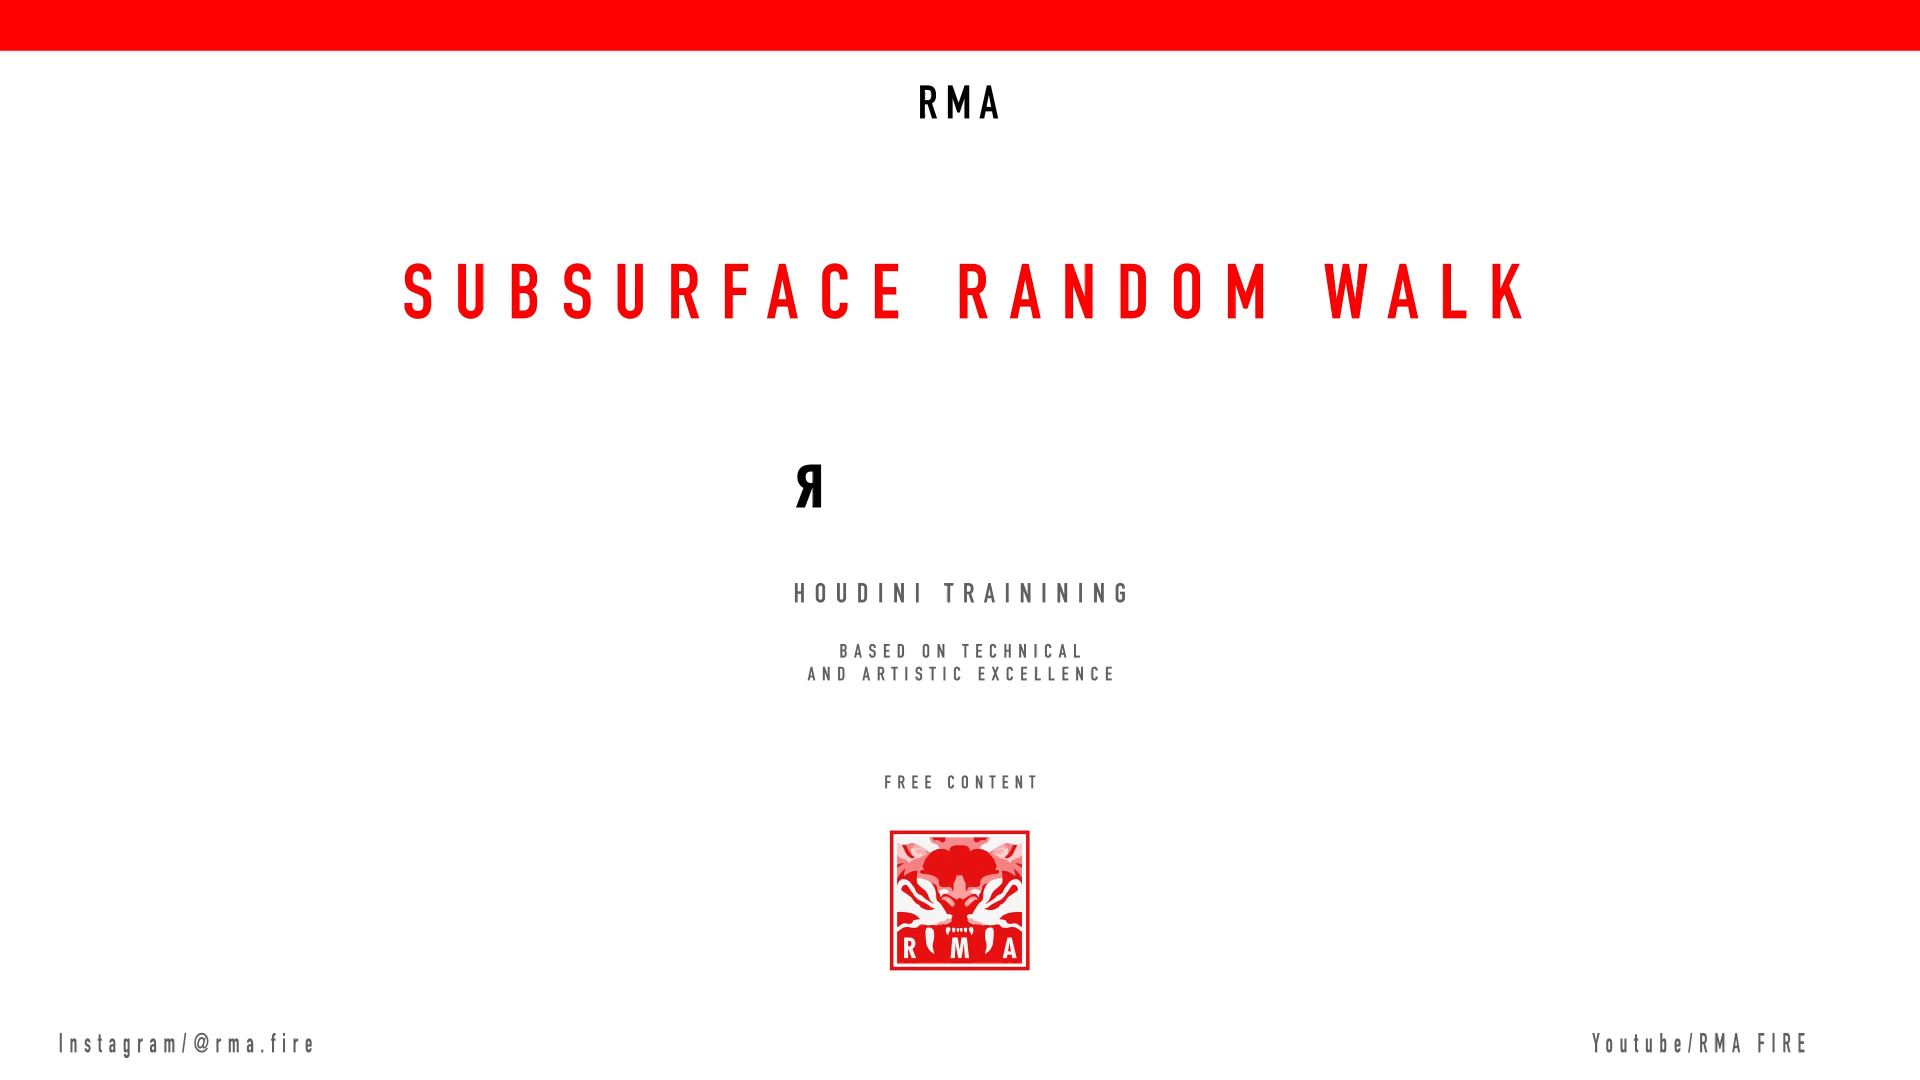 RMA
SUBSURFACE RANDOM WALK
Я
HOUDINI TRAININING
BASED ON TECHNICAL
AND ARTISTIC EXCELLENCE
FREE CONTENT
R M A
Instagram/@rma.fire
Youtube/RMA FIRE